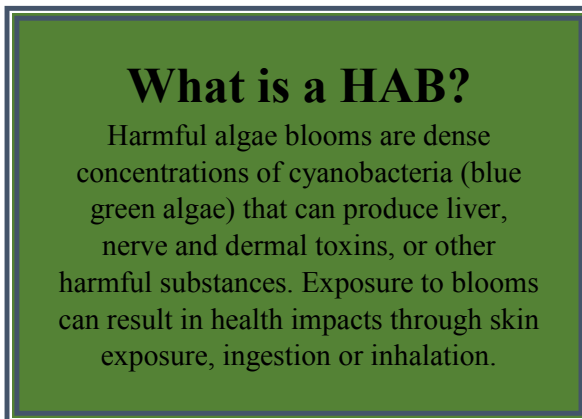 What is a HAB?
Harmful algae blooms are dense
concentrations of cyanobacteria (blue
green algae) that can produce liver,
nerve and dermal toxins, or other
harmful substances. Exposure to blooms
can result in health impacts through skin
exposure, ingestion or inhalation.